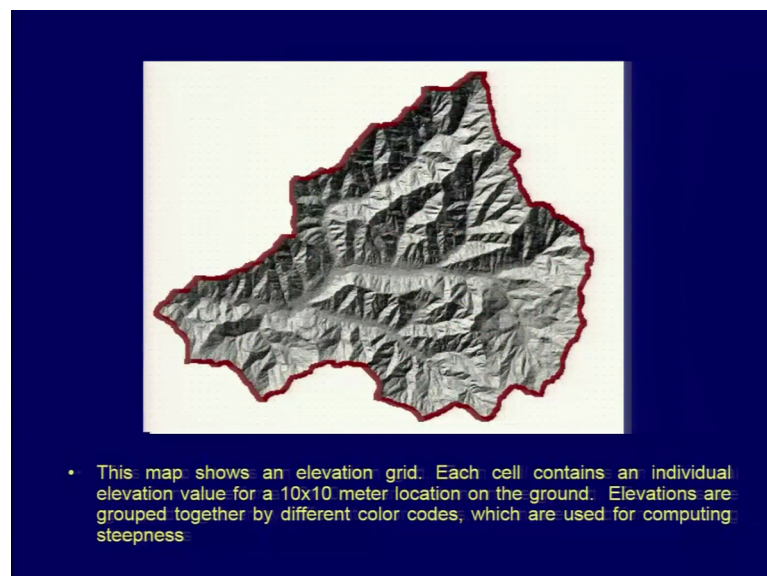 • This map shows an elevation grid. Each cell contains an individual
elevation value for a 10x10 meter location on the ground. Elevations are
grouped together by different color codes, which are used for computing
steepness